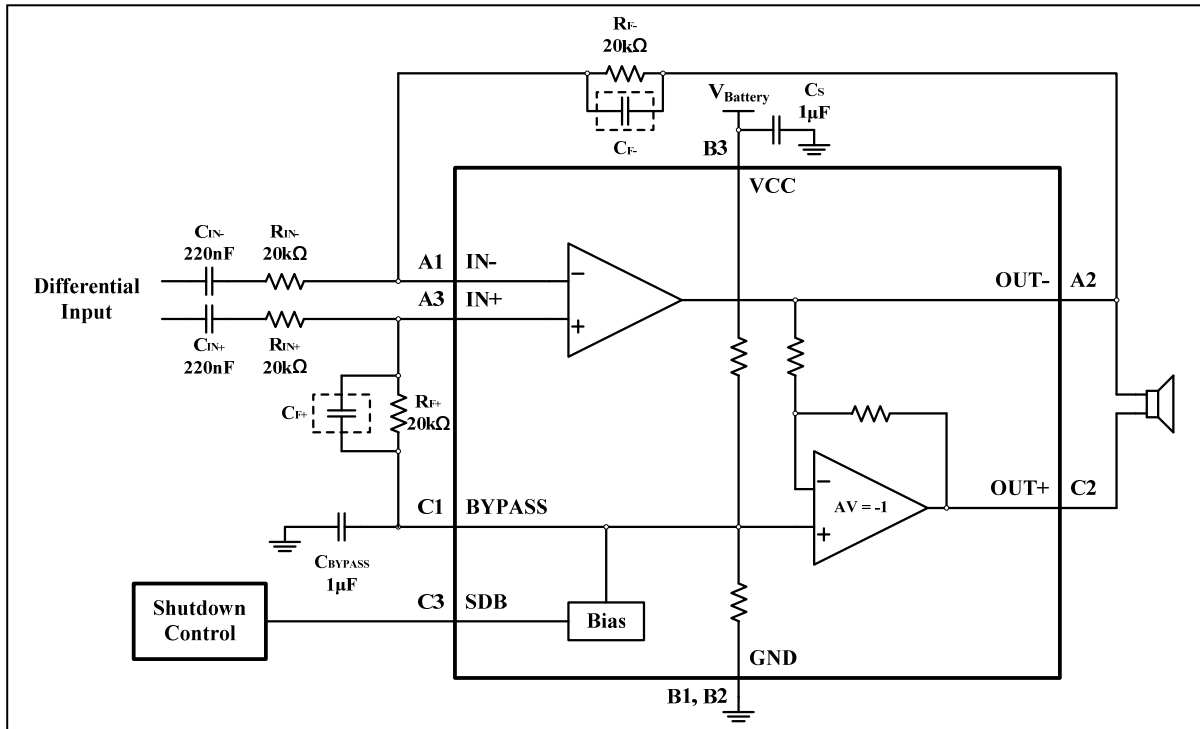 RF-
20kΩ
CF-
VBattery
CS
1μF
B3
VCC
CIN-
220nF
RIN-
20kΩ
Differential
Input
A1
IN-
A3
IN+
OUT-
A2
CIN+
220nF
RIN+
20kΩ
CF+
RF+
20kΩ
C1
BYPASS
CBYPASS
1μF
AV = -1
OUT+
C2
Shutdown
Control
C3
SDB
Bias
GND
B1, B2